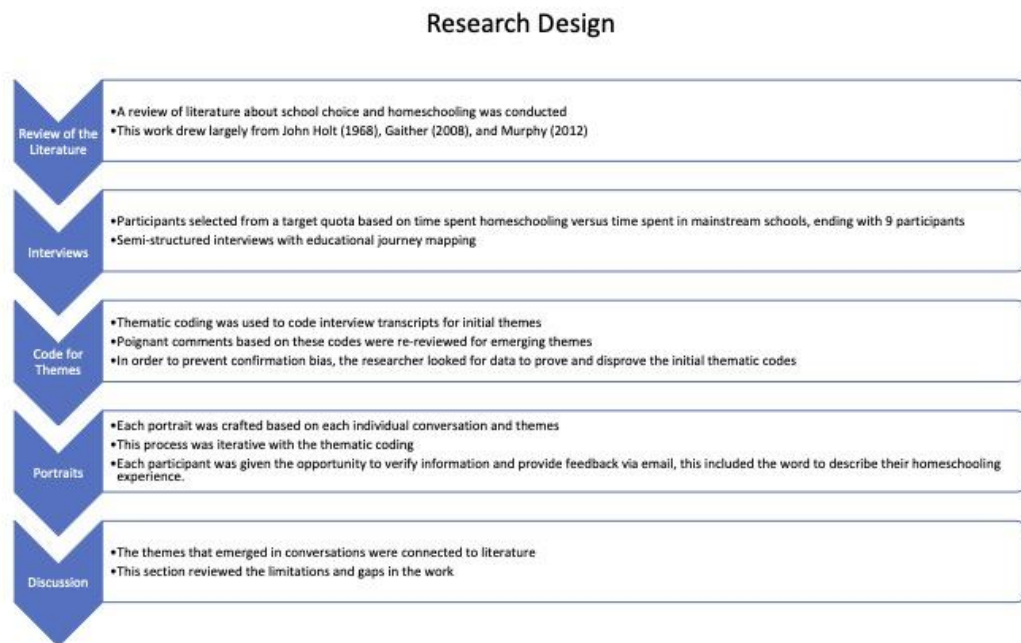 Research Design
Review of the
Literature
•A review of literature about school choice and homeschooling was conducted
•This work drew largely from John Holt (1968), Gaither (2008), and Murphy (2012)
Interviews
•Participants selected from a target quota based on time spent homeschooling versus time spent in mainstream schools, ending with 9 participants
•Semi-structured interviews with educational journey mapping
Code for
Themes
•Thematic coding was used to code interview transcripts for initial themes
•Poignant comments based on these codes were re-reviewed for emerging themes
•In order to prevent confirmation bias, the researcher looked for data to prove and disprove the initial thematic codes
Portraits
•Each portrait was crafted based on each individual conversation and themes
•This process was iterative with the thematic coding
•Each participant was given the opportunity to verify information and provide feedback via email, this included the word to describe their homeschooling
experience.
Discussion
•The themes that emerged in conversations were connected to literature
•This section reviewed the limitations and gaps in the work